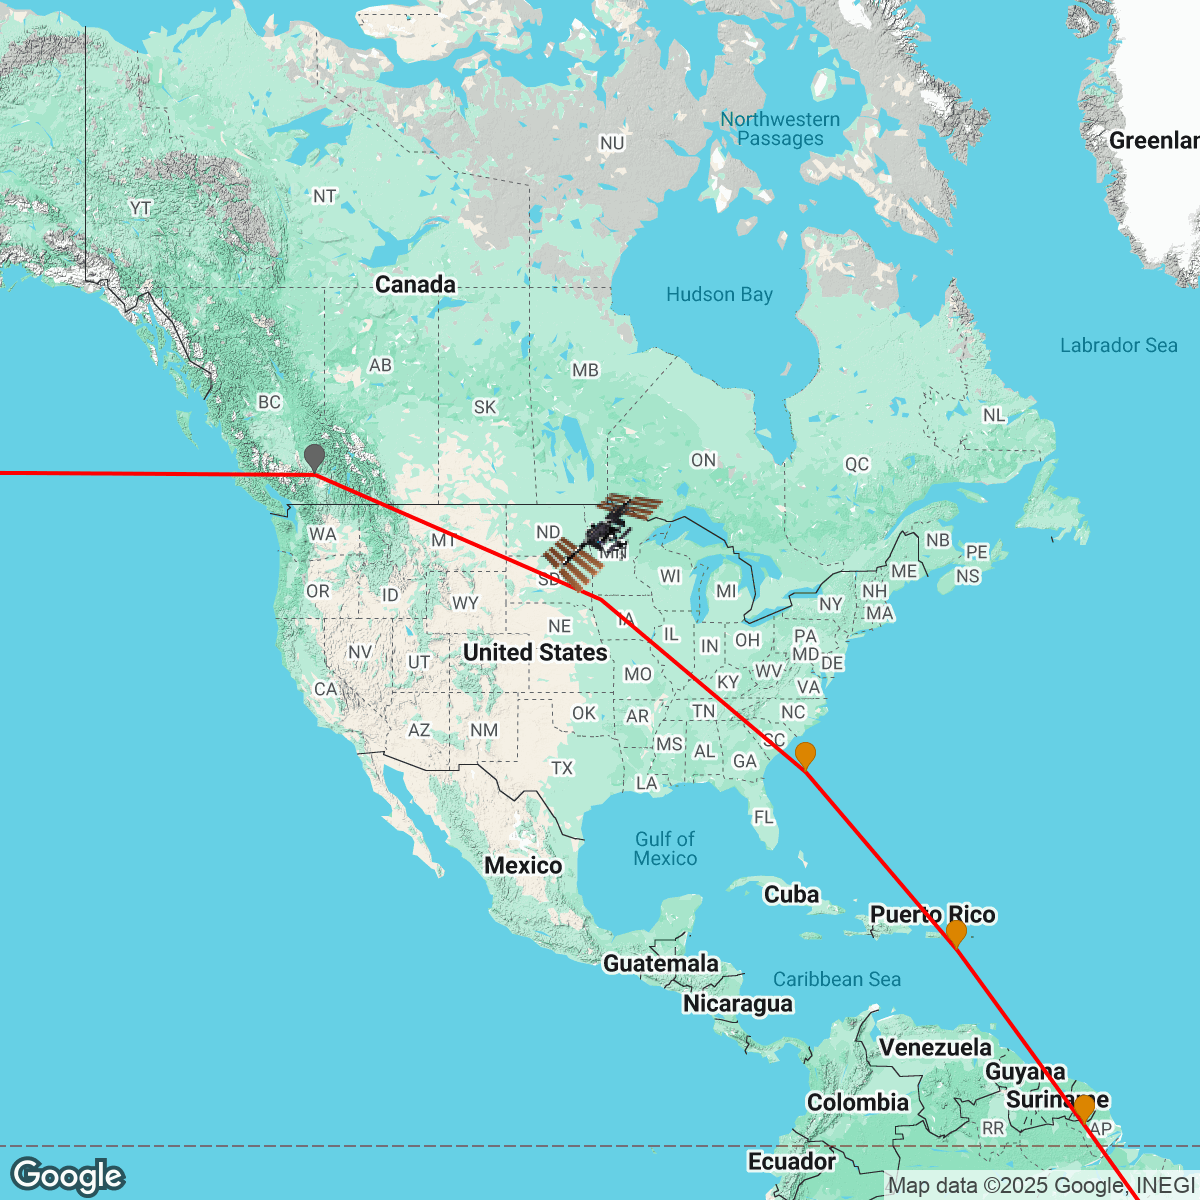 Northwestern
Passages
NU
Greenlar
NT
YT
Canada
Hudson Bay
Labrador Sea
AB
MB
BC
SK
NL
ON
QC
WA
MT
ND
MN
NB
PE
NS
ME
OR
ID
WY
SD
WI
MI
NH
MA
NY
NE
IA
IL
IN
OH
PA
MD
DE
NV
UT
United States
MO
KY
WV
VA
CA
AZ
NM
OK
AR
TN
NC
SC
MS
AL
GA
TX
LA
FL
Gulf of
Mexico
Mexico
Cuba
Puerto Rico
Guatemala
Caribbean Sea
Nicaragua
Venezuela
Guyana
Suriname
Colombia
RR
AP
Ecuador
Google
Map data ©2025 Google, INEGI